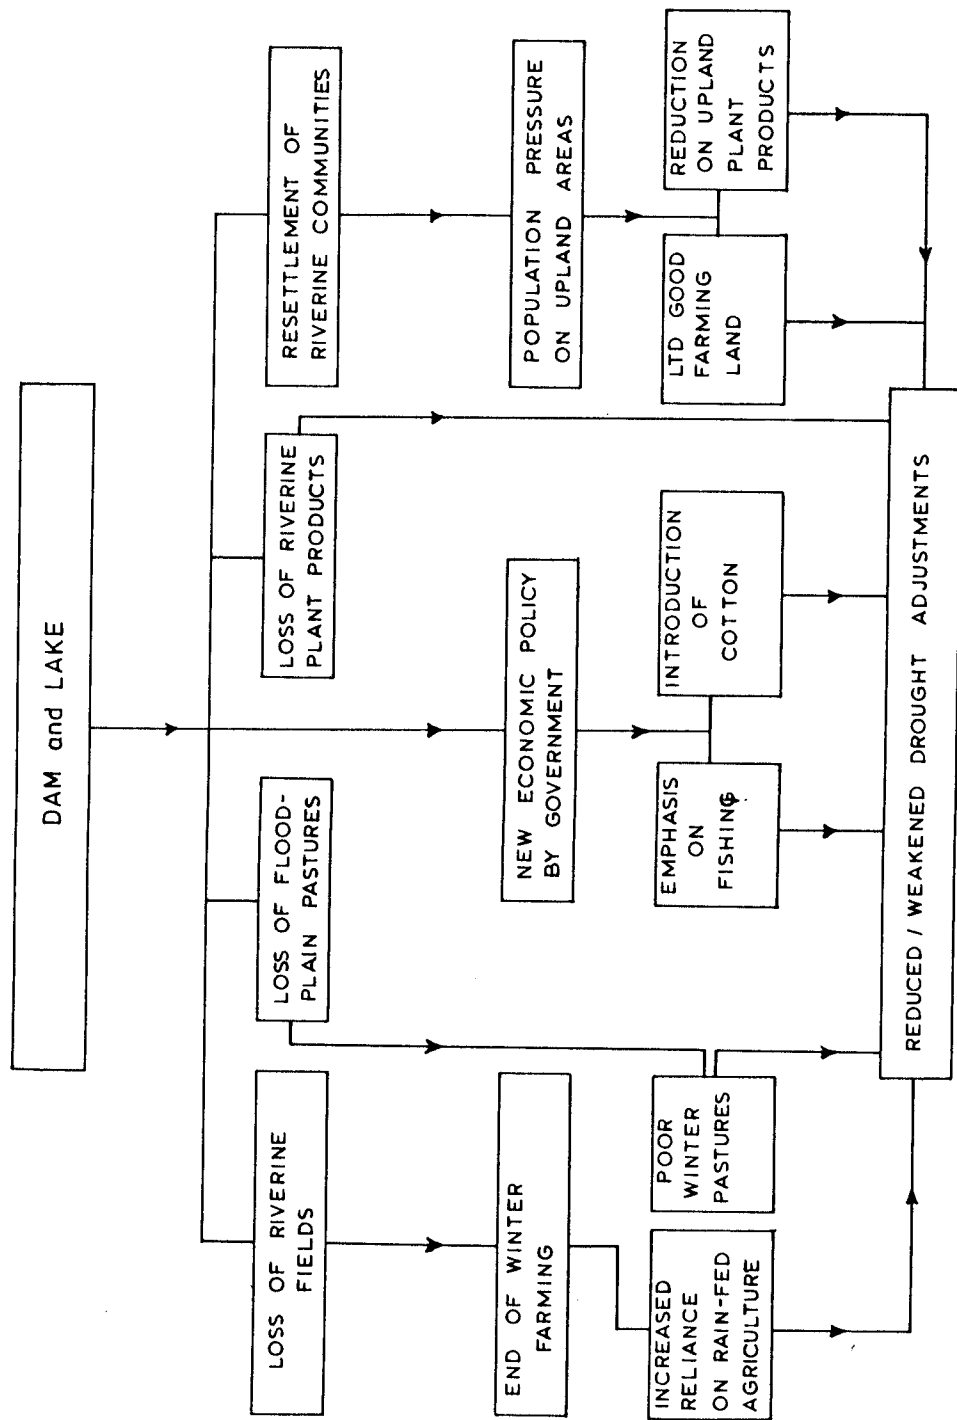 DAM and LAKE
LOSS OF RIVERINE
FIELDS
LOSS OF FLOOD-
PLAIN PASTURES
LOSS OF RIVERINE
PLANT PRODUCTS
RESETTLEMENT OF
RIVERINE COMMUNITIES
END OF WINTER
FARMING
NEW ECONOMIC POLICY
BY GOVERNMENT
POPULATION PRESSURE
ON UPLAND AREAS
INCREASED
RELIANCE
ON RAIN-FED
AGRICULTURE
POOR
WINTER
PASTURES
EMPHASIS
ON
FISHING
INTRODUCTION
OF
COTTON
LTD GOOD
FARMING
LAND
REDUCTION
ON UPLAND
PLANT
PRODUCTS
REDUCED / WEAKENED DROUGHT ADJUSTMENTS